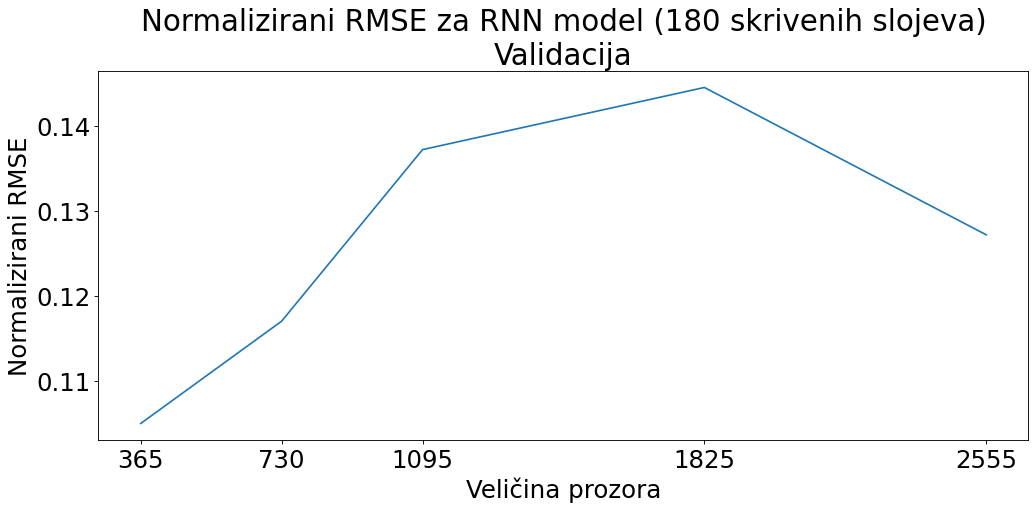 Normalizirani RMSE za RNN model (180 skrivenih slojeva)
Validacija
Normalizirani RMSE
0.14
0.13
0.12
0.11
365 730 1095 1825 2555
Veličina prozora